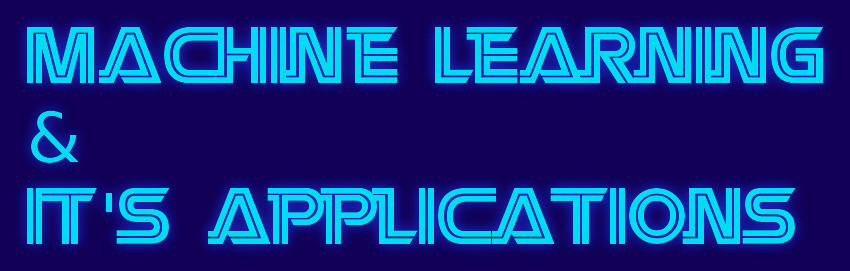 MACHINE LEARNING
&
IT'S APPLICATIONS